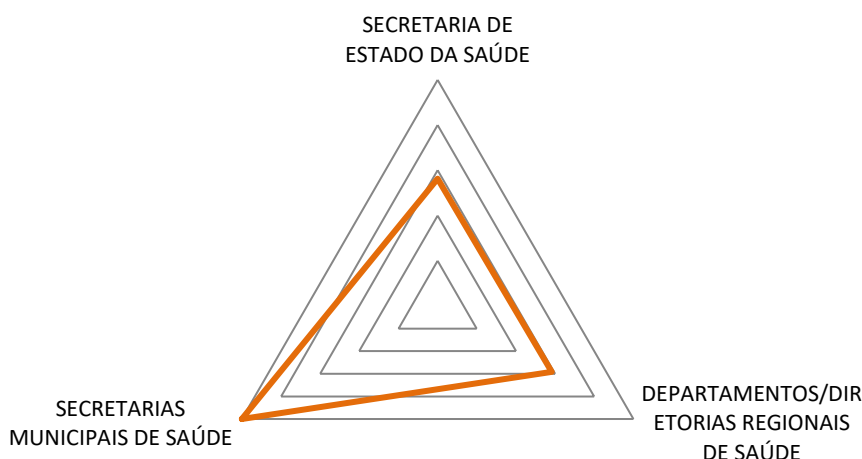 SECRETARIA DE
ESTADO DA SAÚDE
DEPARTAMENTOS/DIR
ETORIAS REGIONAIS
DE SAÚDE
SECRETARIAS
MUNICIPAIS DE SAÚDE